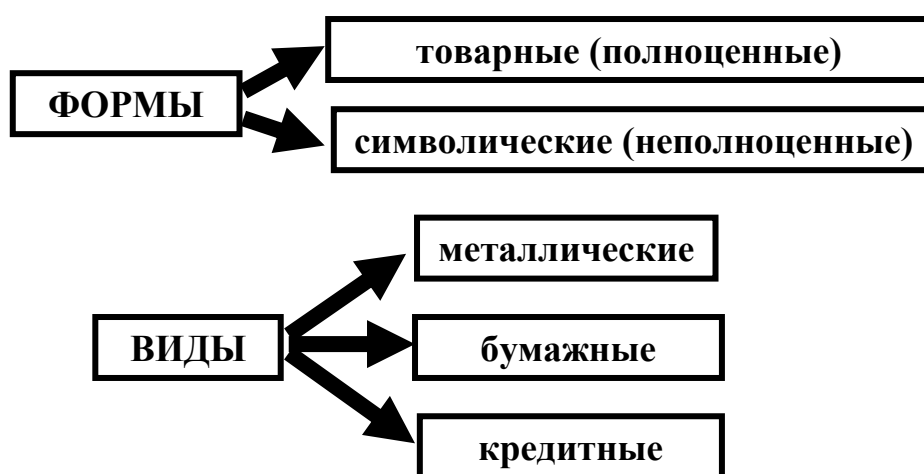 ФОРМЫ
товарные (полноценные)
символические (неполноценные)
ВИДЫ
металлические
бумажные
кредитные